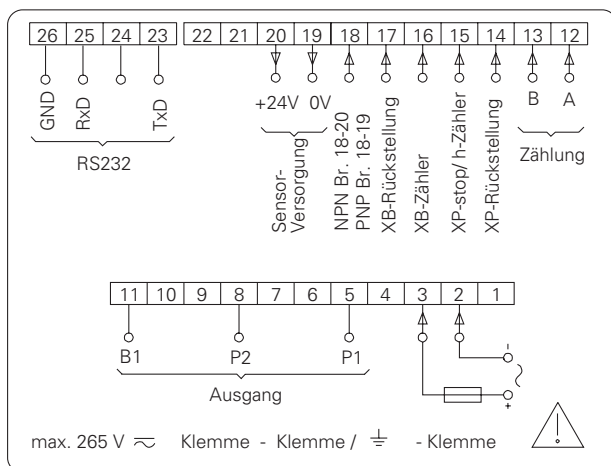 26 25 24 23 22 21 20 19 18 17 16 15 14 13 12
GND
RxD
TxD
RS232
+24V 0V
Sensor-
Versorgung
NPN Br. 18-20
PNP Br. 18-19
XB-Rückstellung
XB-Zähler
XP-stop/ h-Zähler
XP-Rückstellung
B A
Zählung
11 10 9 8 7 6 5 4 3 2 1
B1 P2 P1
Ausgang
- ~ +
max. 265 V ⎓~ Klemme - Klemme / ⏚ - Klemme